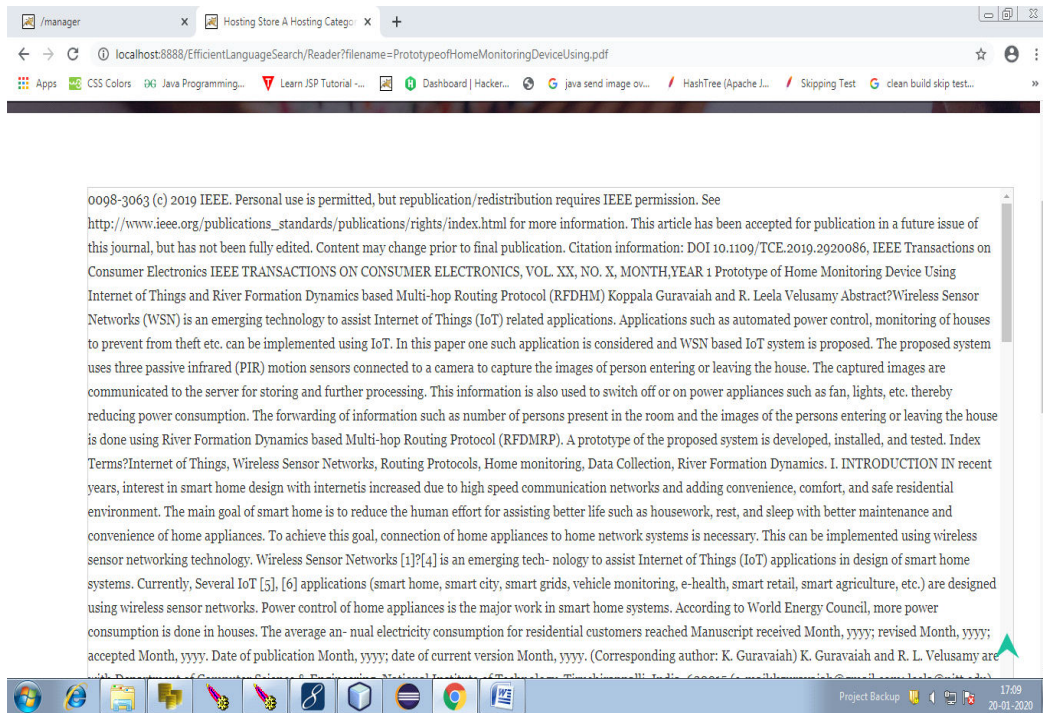 /manager
Hosting Store A Hosting Catego
localhost:8888/EfficientLanguageSearch/Reader?filename=PrototypeofHomeMonitoringDeviceUsing.pdf
Apps CSS Colors Java Programming... Learn JSP Tutorial -... Dashboard | Hacker... java send image ov... HashTree (Apache J... Skipping Test clean build skip test... »
0098-3063 (c) 2019 IEEE. Personal use is permitted, but republication/redistribution requires IEEE permission. See
http://www.ieee.org/publications_standards/publications/rights/index.html for more information. This article has been accepted for publication in a future issue of
this journal, but has not been fully edited. Content may change prior to final publication. Citation information: DOI 10.1109/TCE.2019.2920086, IEEE Transactions on
Consumer Electronics IEEE TRANSACTIONS ON CONSUMER ELECTRONICS, VOL. XX, NO. X, MONTH,YEAR 1 Prototype of Home Monitoring Device Using
Internet of Things and River Formation Dynamics based Multi-hop Routing Protocol (RFDHM) Koppala Guravaiah and R. Leela Velusamy Abstract?Wireless Sensor
Networks (WSN) is an emerging technology to assist Internet of Things (IoT) related applications. Applications such as automated power control, monitoring of houses
to prevent from theft etc. can be implemented using IoT. In this paper one such application is considered and WSN based IoT system is proposed. The proposed system
uses three passive infrared (PIR) motion sensors connected to a camera to capture the images of person entering or leaving the house. The captured images are
communicated to the server for storing and further processing. This information is also used to switch off or on power appliances such as fan, lights, etc. thereby
reducing power consumption. The forwarding of information such as number of persons present in the room and the images of the persons entering or leaving the house
is done using River Formation Dynamics based Multi-hop Routing Protocol (RFDMRP). A prototype of the proposed system is developed, installed, and tested. Index
Terms?Internet of Things, Wireless Sensor Networks, Routing Protocols, Home monitoring, Data Collection, River Formation Dynamics. I. INTRODUCTION IN recent
years, interest in smart home design with internetis increased due to high speed communication networks and adding convenience, comfort, and safe residential
environment. The main goal of smart home is to reduce the human effort for assisting better life such as housework, rest, and sleep with better maintenance and
convenience of home appliances. To achieve this goal, connection of home appliances to home network systems is necessary. This can be implemented using wireless
sensor networking technology. Wireless Sensor Networks [1]?[4] is an emerging tech- nology to assist Internet of Things (IoT) applications in design of smart home
systems. Currently, Several IoT [5], [6] applications (smart home, smart city, smart grids, vehicle monitoring, e-health, smart retail, smart agriculture, etc.) are designed
using wireless sensor networks. Power control of home appliances is the major work in smart home systems. According to World Energy Council, more power
consumption is done in houses. The average an- nual electricity consumption for residential customers reached Manuscript received Month, yyyy; revised Month, yyyy;
accepted Month, yyyy. Date of publication Month, yyyy; date of current version Month, yyyy. (Corresponding author: K. Guravaiah) K. Guravaiah and R. L. Velusamy are
Project Backup
17:09
20-01-2020